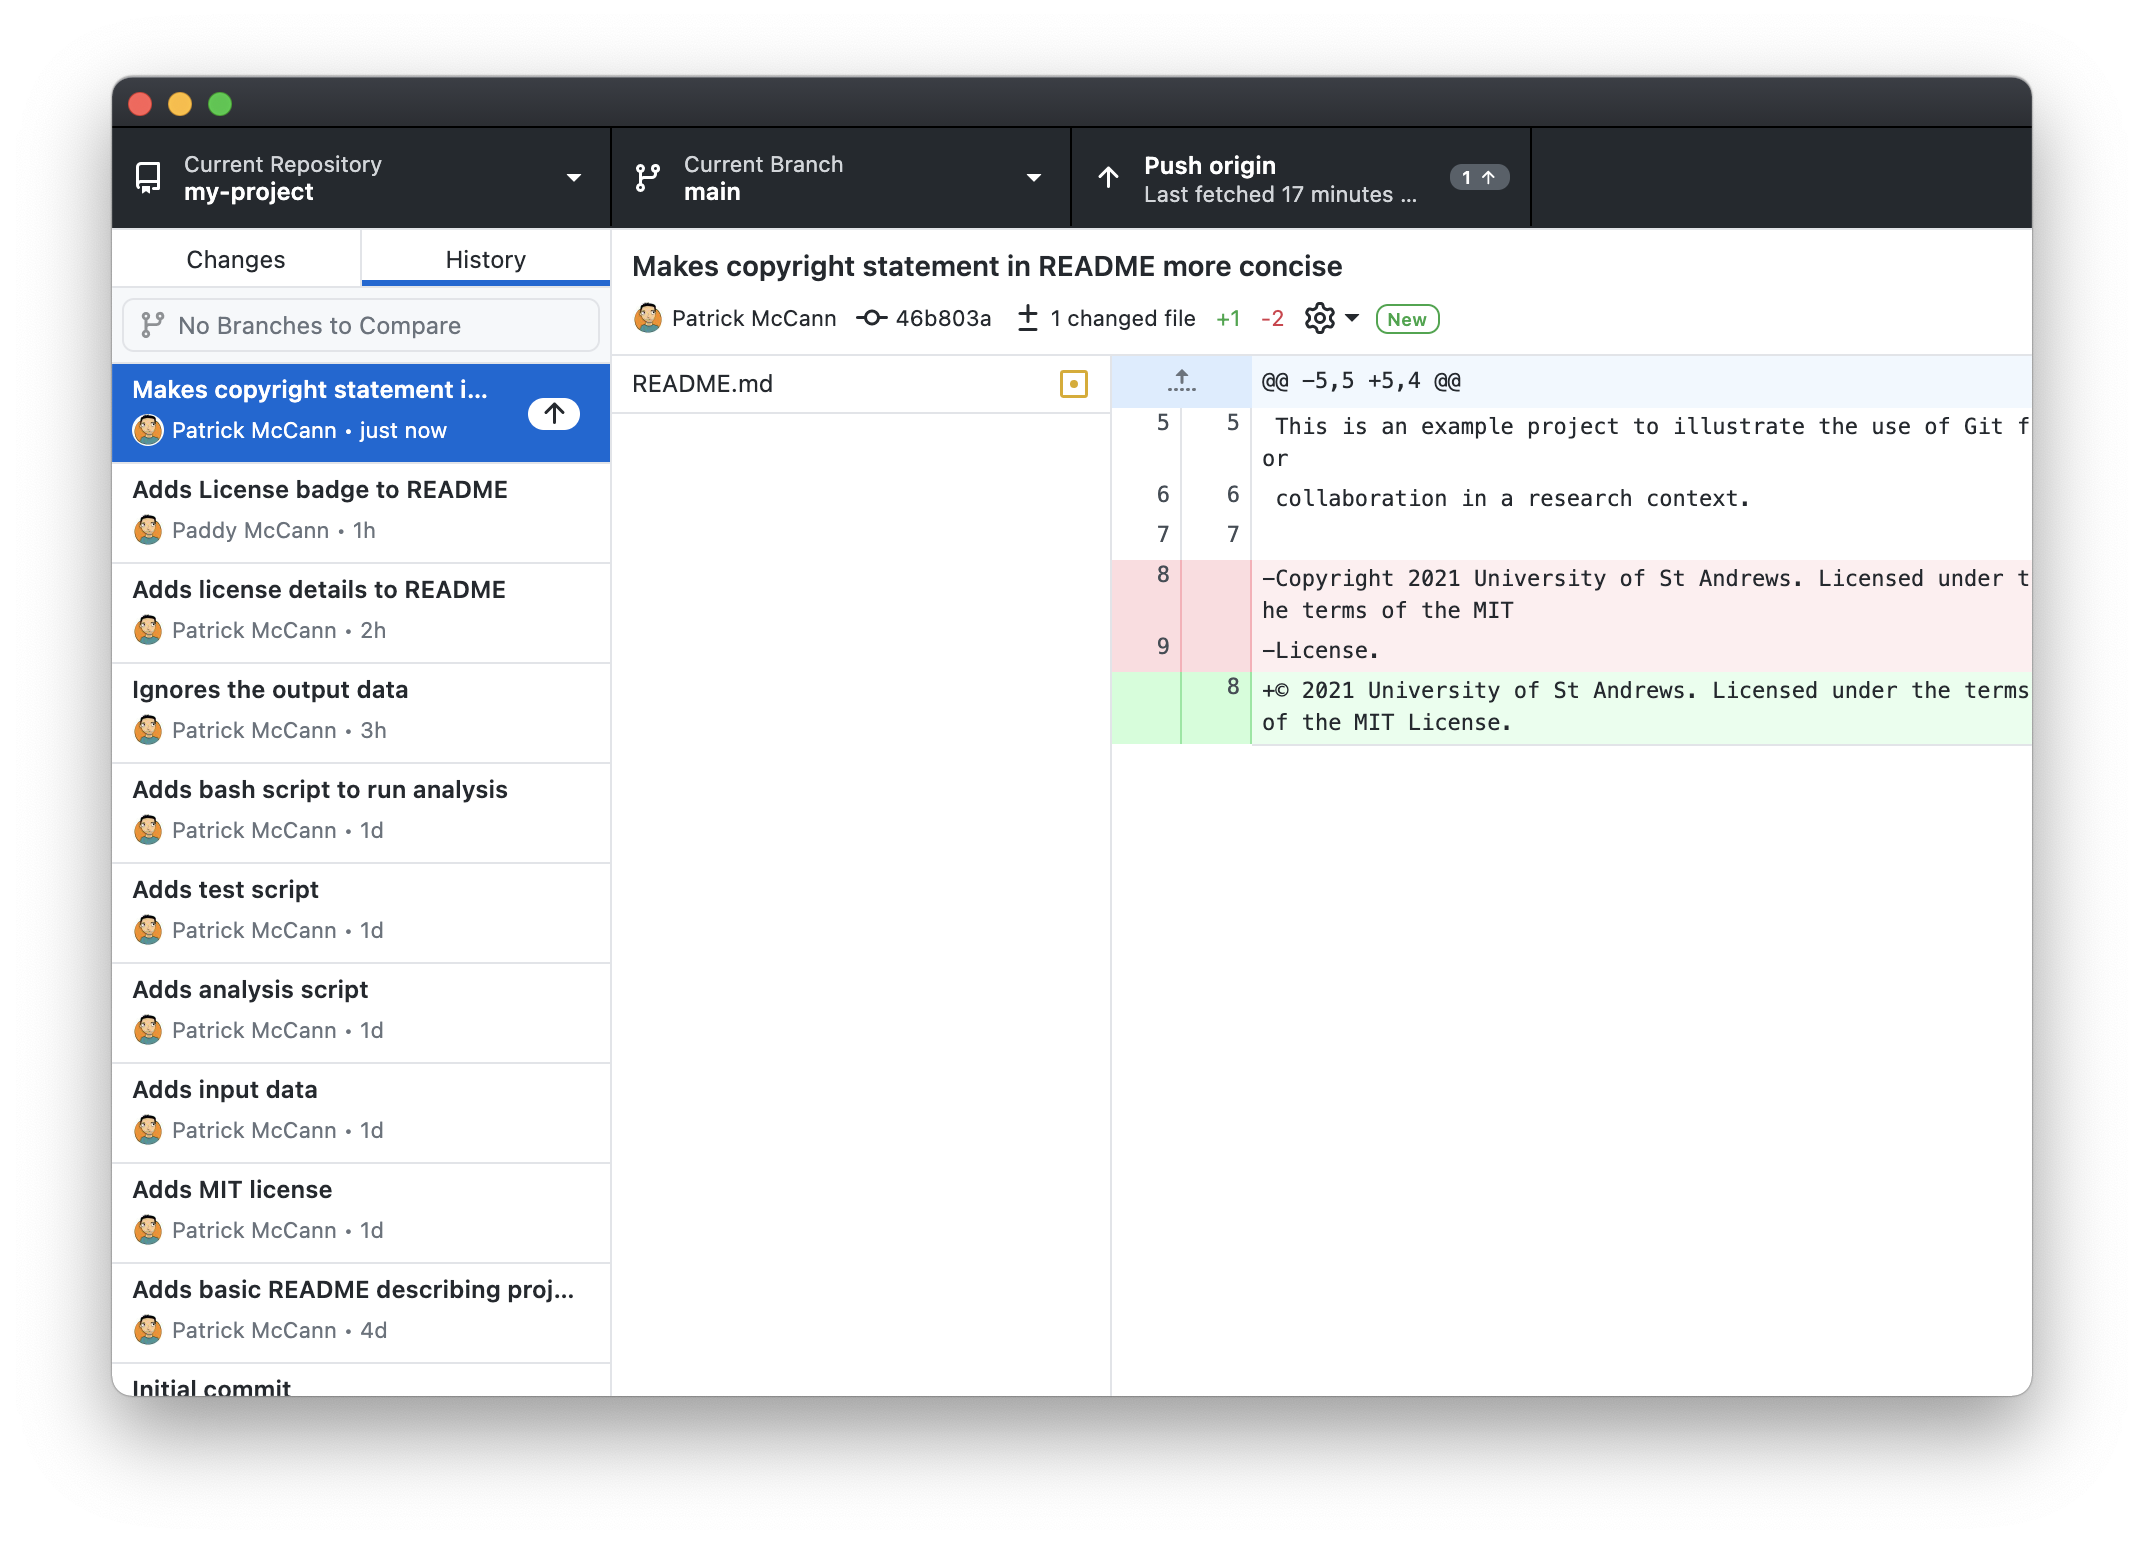 Current Repository
my-project
Current Branch
main
Push origin
Last fetched 17 minutes ...
1
Changes
History
No Branches to Compare
Makes copyright statement i...
Patrick McCann • just now
Adds License badge to README
Paddy McCann • 1h
Adds license details to README
Patrick McCann • 2h
Ignores the output data
Patrick McCann • 3h
Adds bash script to run analysis
Patrick McCann • 1d
Adds test script
Patrick McCann • 1d
Adds analysis script
Patrick McCann • 1d
Adds input data
Patrick McCann • 1d
Adds MIT license
Patrick McCann • 1d
Adds basic README describing proj...
Patrick McCann • 4d
Initial commit
Makes copyright statement in README more concise
Patrick McCann 46b803a 1 changed file +1 -2 New
README.md
@@ -5,5 +5,4 @@
5 5 This is an example project to illustrate the use of Git f
or
6 6 collaboration in a research context.
7 7
8 -Copyright 2021 University of St Andrews. Licensed under t
he terms of the MIT
9 -License.
8 +© 2021 University of St Andrews. Licensed under the terms
of the MIT License.